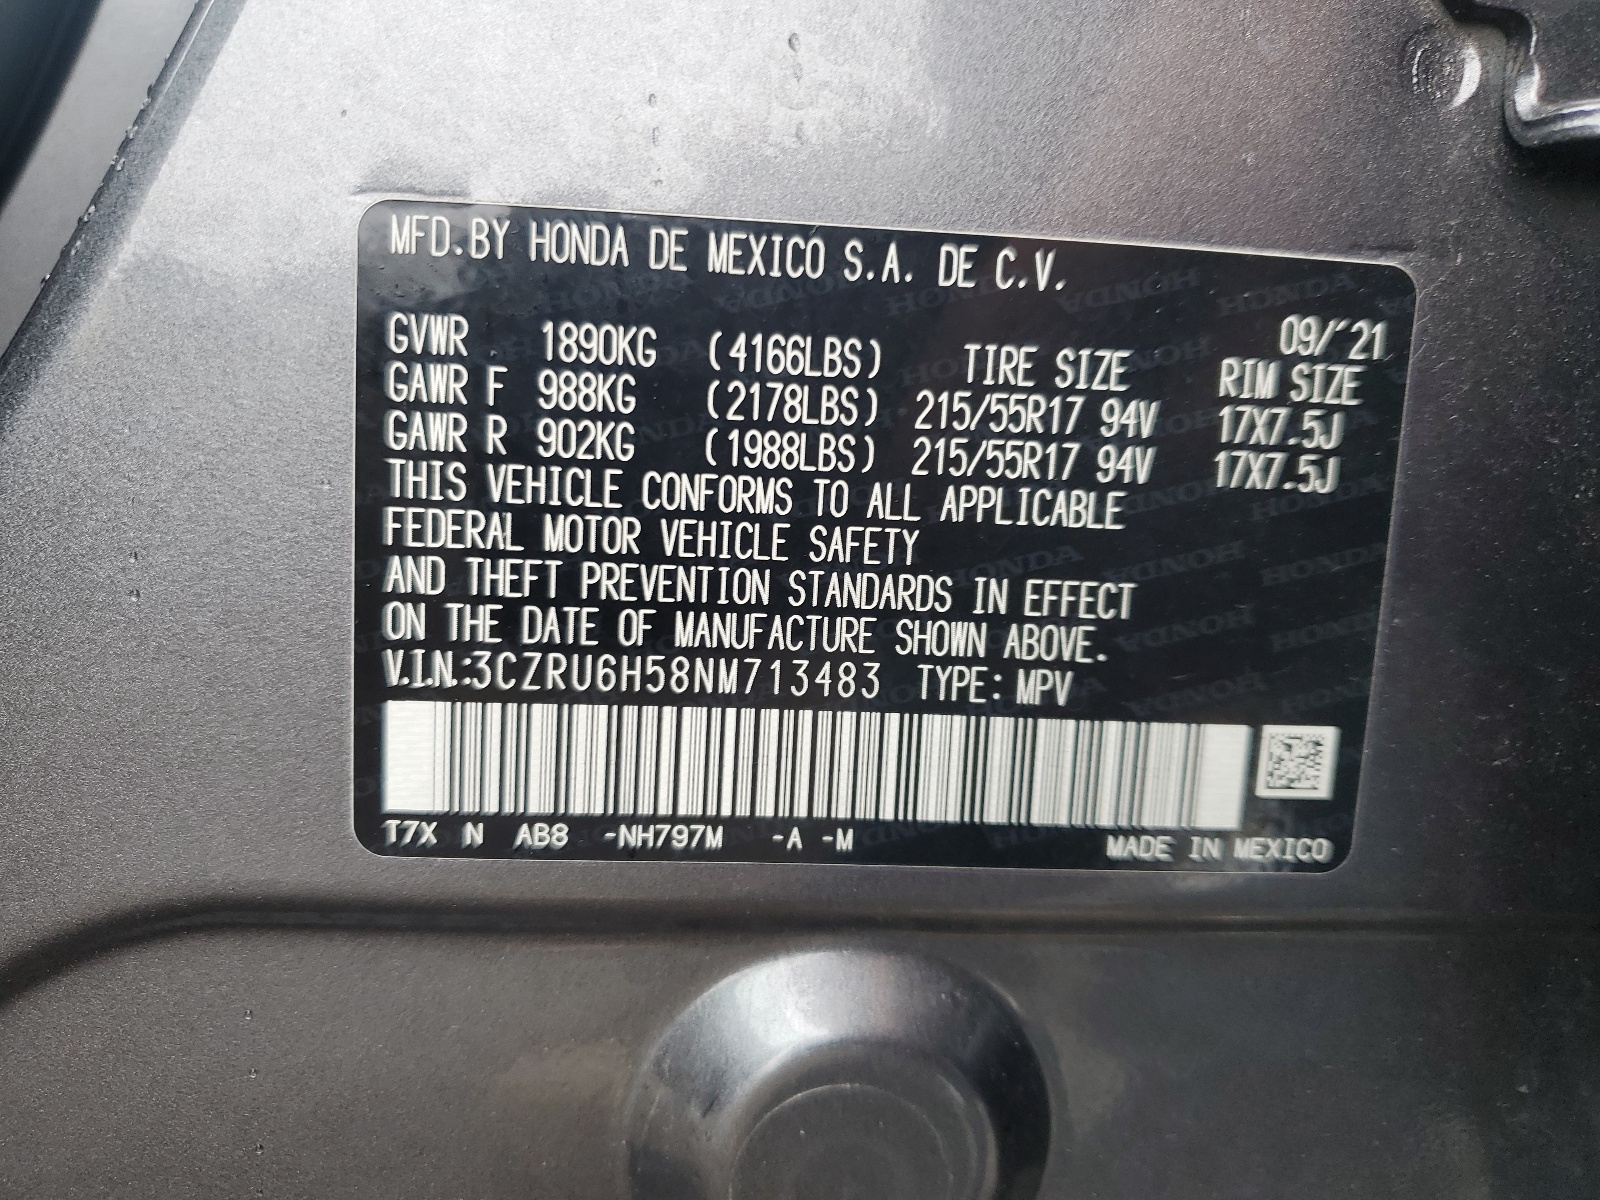 MFD.BY HONDA DE MEXICO S.A. DE C.V.
09/'21
GVWR 1890KG (4166LBS) TIRE SIZE RIM SIZE
GAWR F 988KG (2178LBS) 215/55R17 94V 17X7.5J
GAWR R 902KG (1988LBS) 215/55R17 94V 17X7.5J
THIS VEHICLE CONFORMS TO ALL APPLICABLE
FEDERAL MOTOR VEHICLE SAFETY
AND THEFT PREVENTION STANDARDS IN EFFECT
ON THE DATE OF MANUFACTURE SHOWN ABOVE.
V.I.N.:3CZRU6H58NM713483 TYPE: MPV
T7X N AB8 -NH797M -A -M MADE IN MEXICO